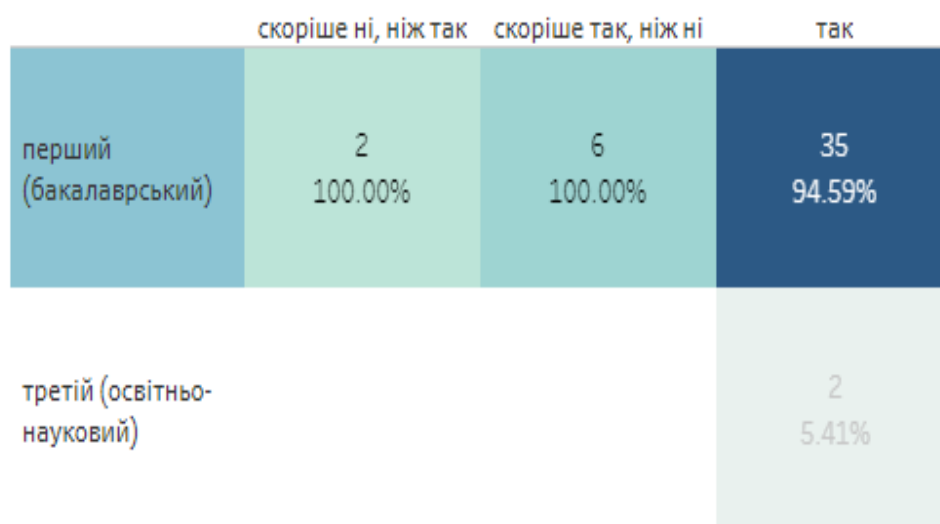 скоріше ні, ніж так скоріше так, ніж ні так
перший
(бакалаврський)
2
100.00%
6
100.00%
35
94.59%
третій (освітньо-
науковий)
2
5.41%